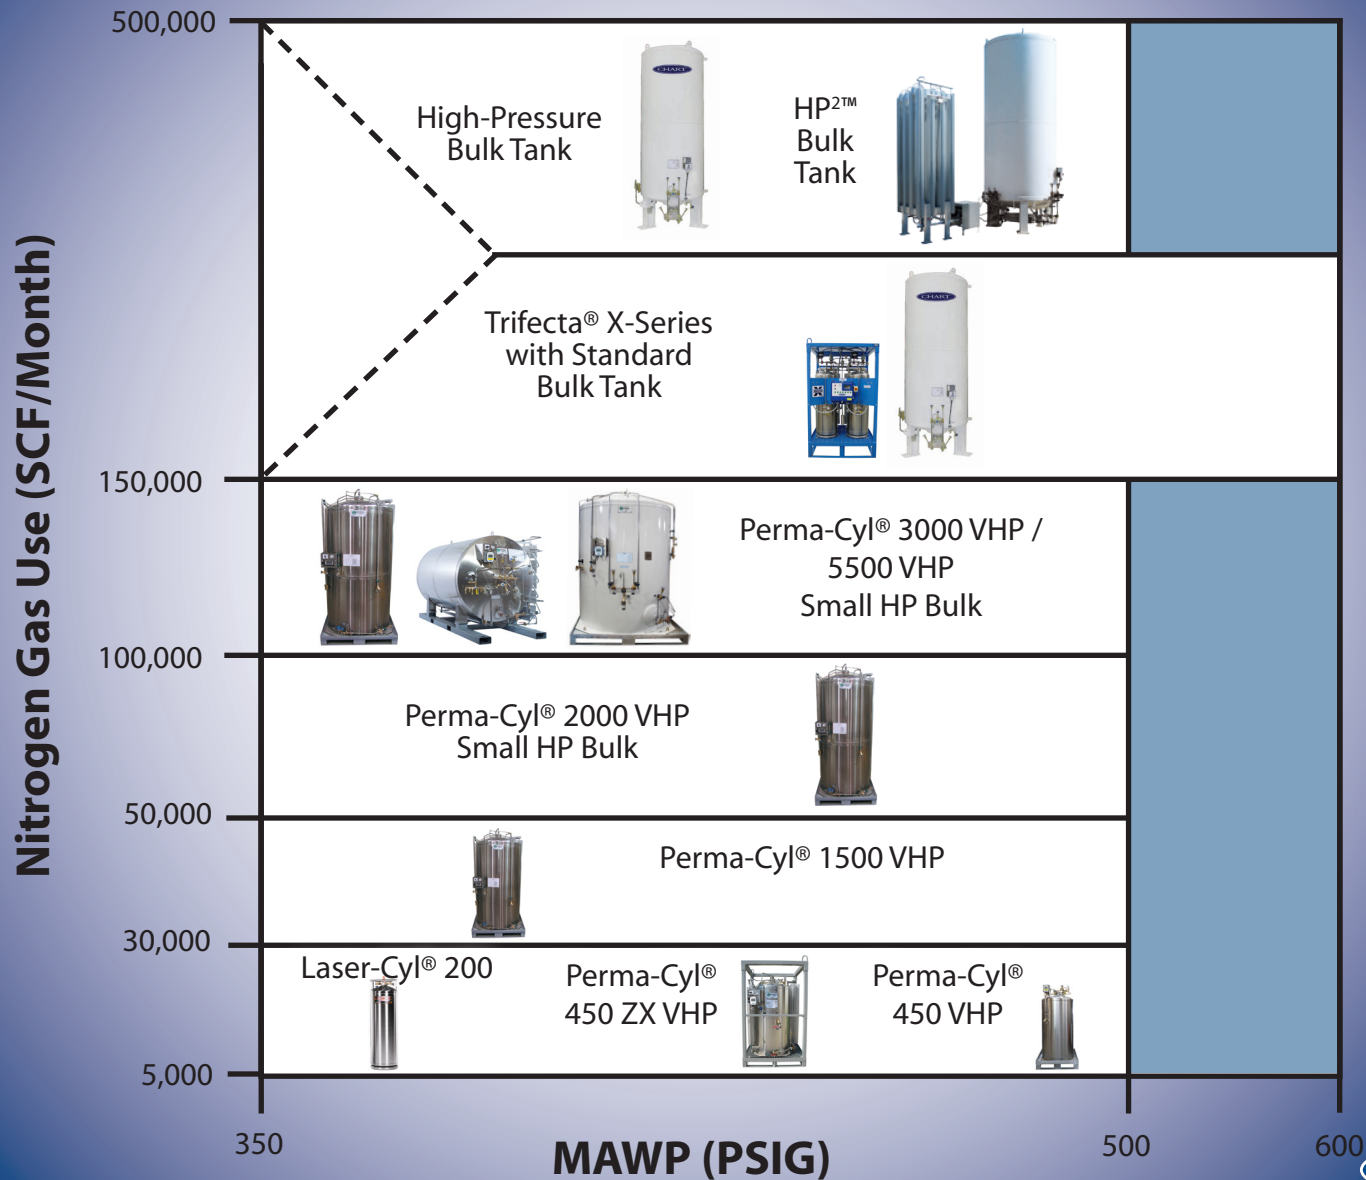 500,000
High-Pressure
Bulk Tank
CHART
HP²™
Bulk
Tank
Trifecta® X-Series
with Standard
Bulk Tank
CHART
150,000
Perma-Cyl® 3000 VHP /
5500 VHP
Small HP Bulk
100,000
Perma-Cyl® 2000 VHP
Small HP Bulk
50,000
Perma-Cyl® 1500 VHP
30,000
Laser-Cyl® 200
Perma-Cyl®
450 ZX VHP
Perma-Cyl®
450 VHP
5,000
350
500
600
MAWP (PSIG)
Nitrogen Gas Use (SCF/Month)